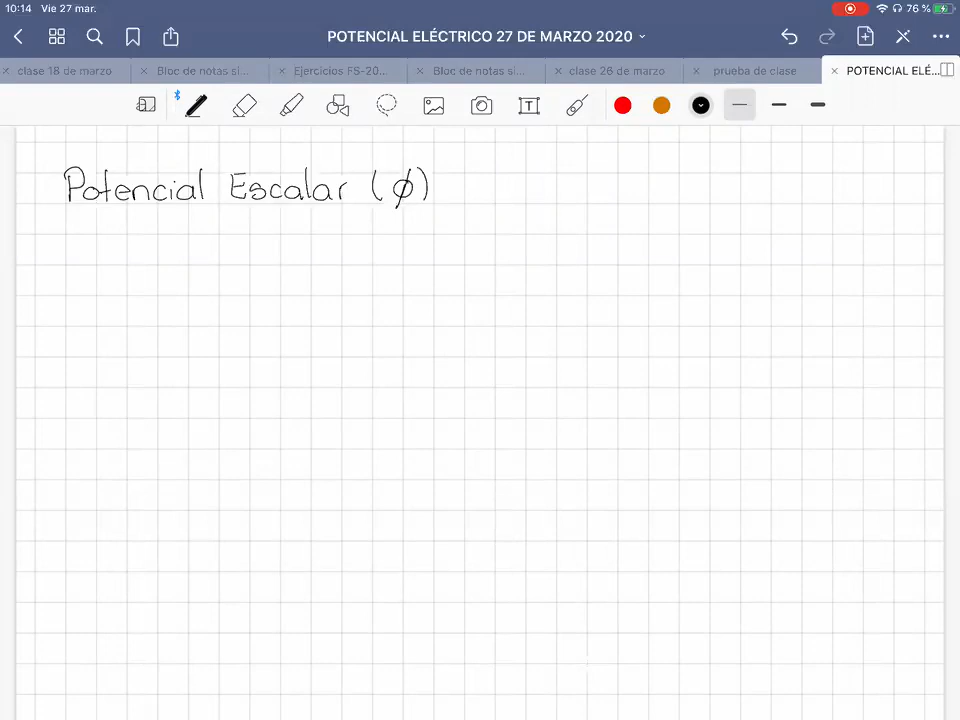 10:14 Vie 27 mar.
76 %
POTENCIAL ELÉCTRICO 27 DE MARZO 2020
clase 18 de marzo
Bloc de notas si...
Ejercicios FS-20...
Bloc de notas si...
clase 26 de marzo
prueba de clase
POTENCIAL ELÉ...
T
Potencial Escalar (ϕ)